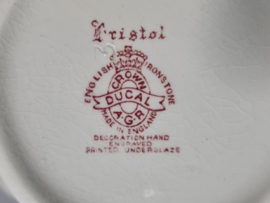 Bristol
ENGLISH IRONSTONE
CROWN
DUCAL
A.G.R
MADE IN ENGLAND
DECORATION HAND
ENGRAVED
PRINTED UNDERGLAZE